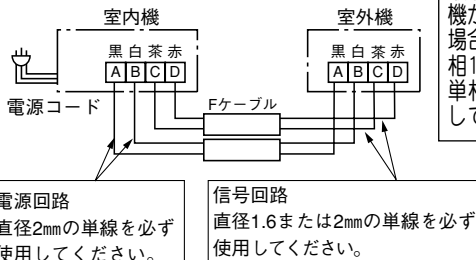 室内機
室外機
黒 白 茶 赤
黒 白 茶 赤
A B C D
A B C D
電源コード
Fケーブル
電源回路
直径2㎜の単線を必ず
使用してください。
信号回路
直径1.6または2㎜の単線を必ず
使用してください。
機が
場合
相1
単相
して